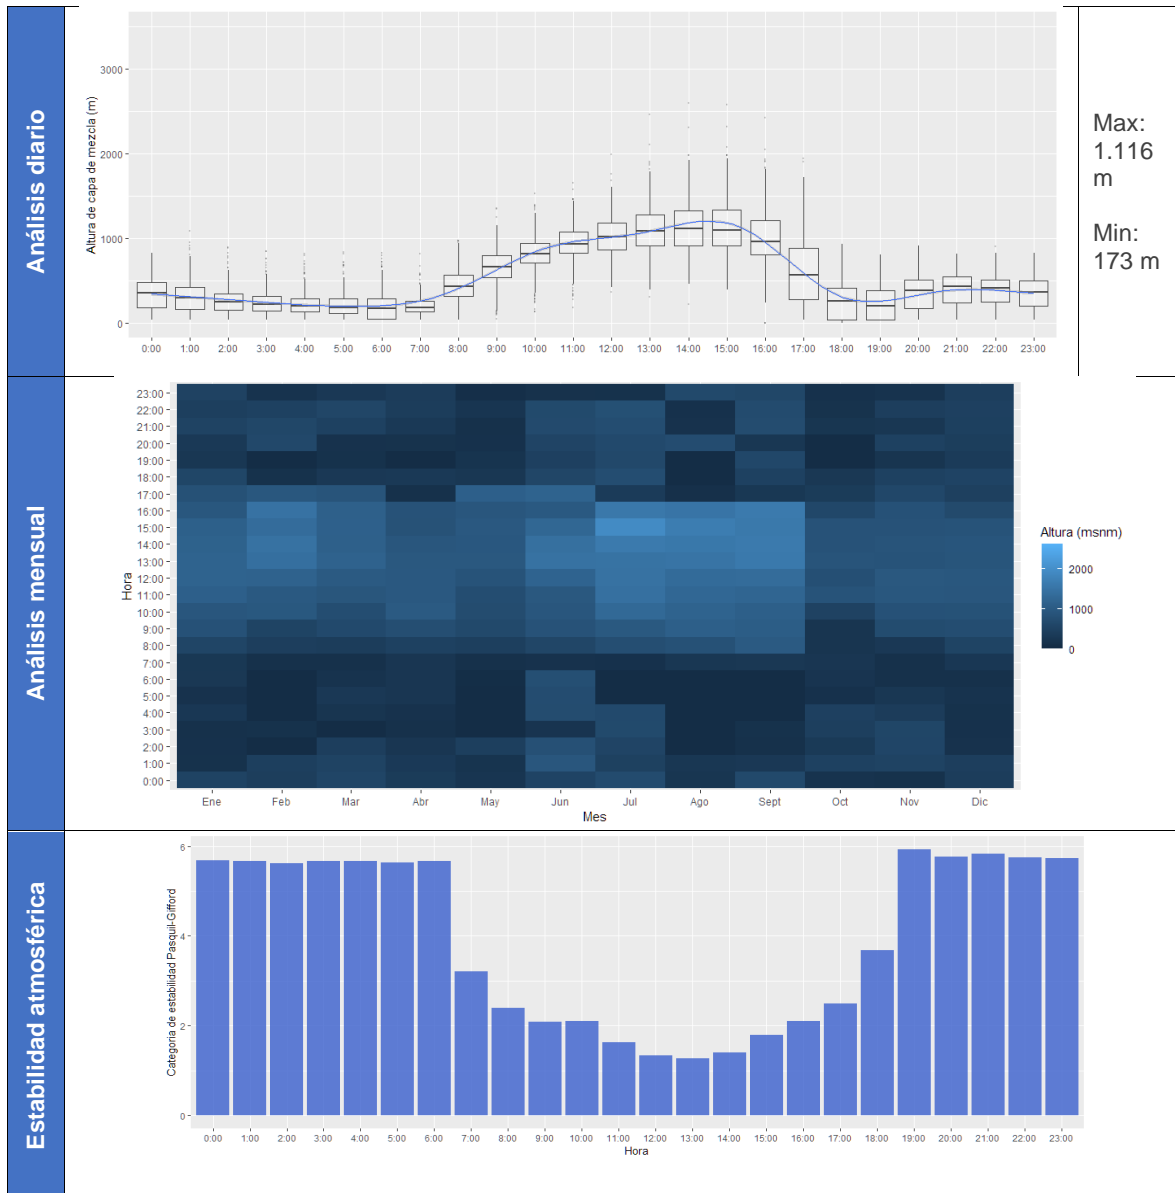 Análisis diario
Altura de capa de mezcla (m)
3000
2000
1000
0
0:00 1:00 2:00 3:00 4:00 5:00 6:00 7:00 8:00 9:00 10:00 11:00 12:00 13:00 14:00 15:00 16:00 17:00 18:00 19:00 20:00 21:00 22:00 23:00
Max:
1.116
m
Min:
173 m
Análisis mensual
Hora
23:00
22:00
21:00
20:00
19:00
18:00
17:00
16:00
15:00
14:00
13:00
12:00
11:00
10:00
9:00
8:00
7:00
6:00
5:00
4:00
3:00
2:00
1:00
0:00
Ene Feb Mar Abr May Jun Jul Ago Sept Oct Nov Dic
Mes
Altura (msnm)
2000
1000
0
Estabilidad atmosférica
Categoria de estabilidad Pasquil-Gifford
6
4
2
0
0:00 1:00 2:00 3:00 4:00 5:00 6:00 7:00 8:00 9:00 10:00 11:00 12:00 13:00 14:00 15:00 16:00 17:00 18:00 19:00 20:00 21:00 22:00 23:00
Hora